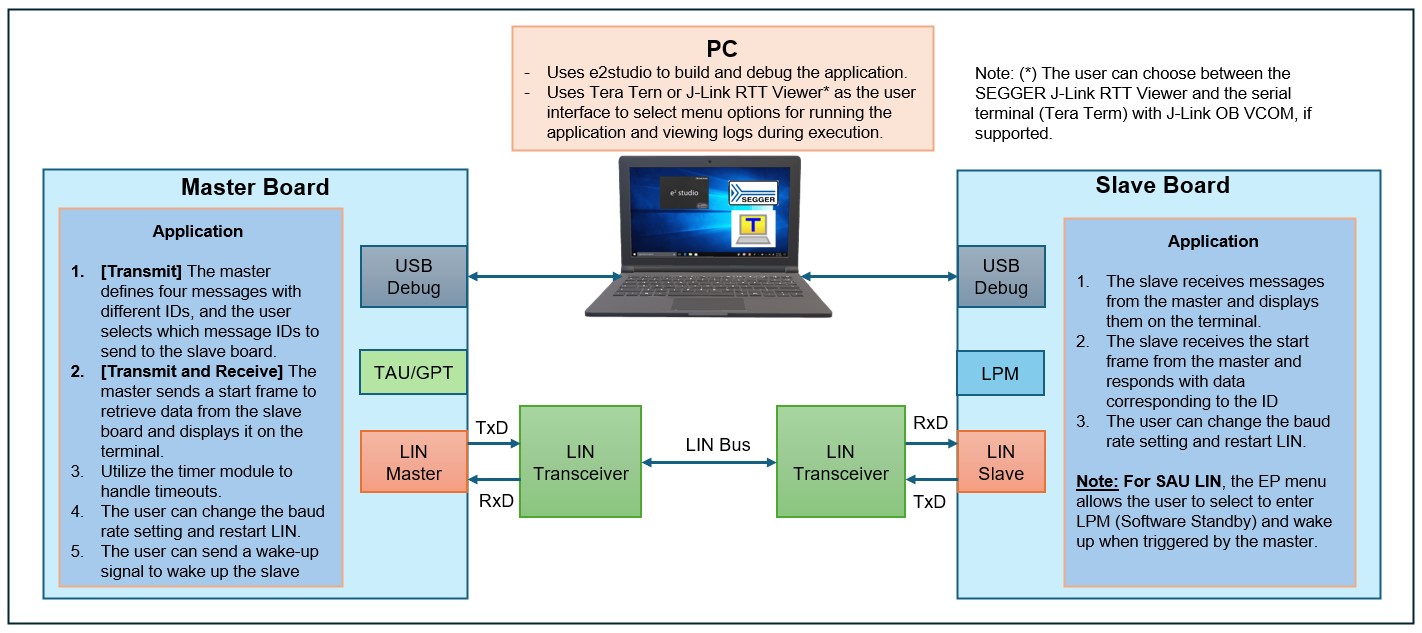 PC
- Uses e2studio to build and debug the application.
- Uses Tera Tern or J-Link RTT Viewer* as the user
interface to select menu options for running the
application and viewing logs during execution.
Note: (*) The user can choose between the
SEGGER J-Link RTT Viewer and the serial
terminal (Tera Term) with J-Link OB VCOM, if
supported.
Master Board
Application
1. [Transmit] The master
defines four messages with
different IDs, and the user
selects which message IDs to
send to the slave board.
2. [Transmit and Receive] The
master sends a start frame to
retrieve data from the slave
board and displays it on the
terminal.
3. Utilize the timer module to
handle timeouts.
4. The user can change the baud
rate setting and restart LIN.
5. The user can send a wake-up
signal to wake up the slave
USB
Debug
TAU/GPT
LIN
Master
TxD
RxD
LIN
Transceiver
e² studio
SEGGER
T
LIN Bus
LIN
Transceiver
RxD
TxD
Slave Board
USB
Debug
LPM
LIN
Slave
Application
1. The slave receives messages
from the master and displays
them on the terminal.
2. The slave receives the start
frame from the master and
responds with data
corresponding to the ID
3. The user can change the baud
rate setting and restart LIN.
Note: For SAU LIN, the EP menu
allows the user to select to enter
LPM (Software Standby) and wake
up when triggered by the master.